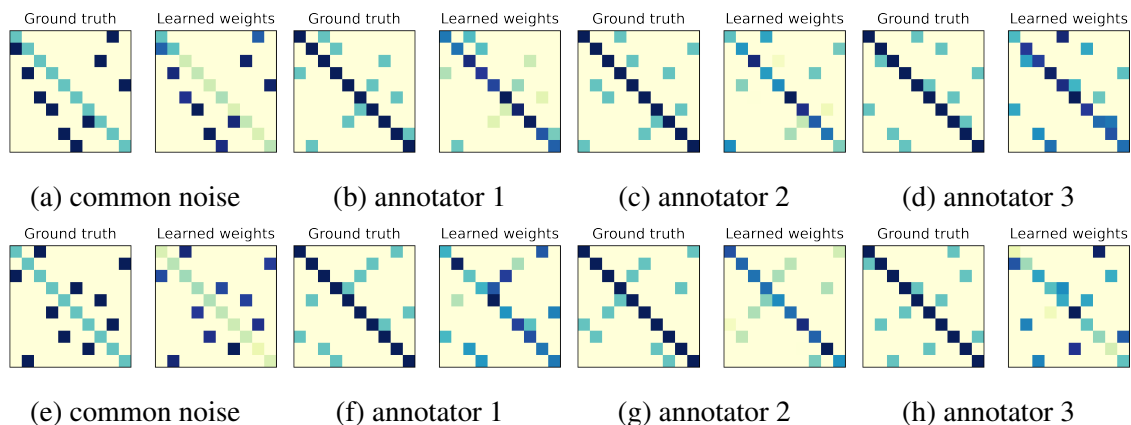 Ground truth Learned weights Ground truth Learned weights Ground truth Learned weights Ground truth Learned weights
(a) common noise (b) annotator 1 (c) annotator 2 (d) annotator 3
Ground truth Learned weights Ground truth Learned weights Ground truth Learned weights Ground truth Learned weights
(e) common noise (f) annotator 1 (g) annotator 2 (h) annotator 3